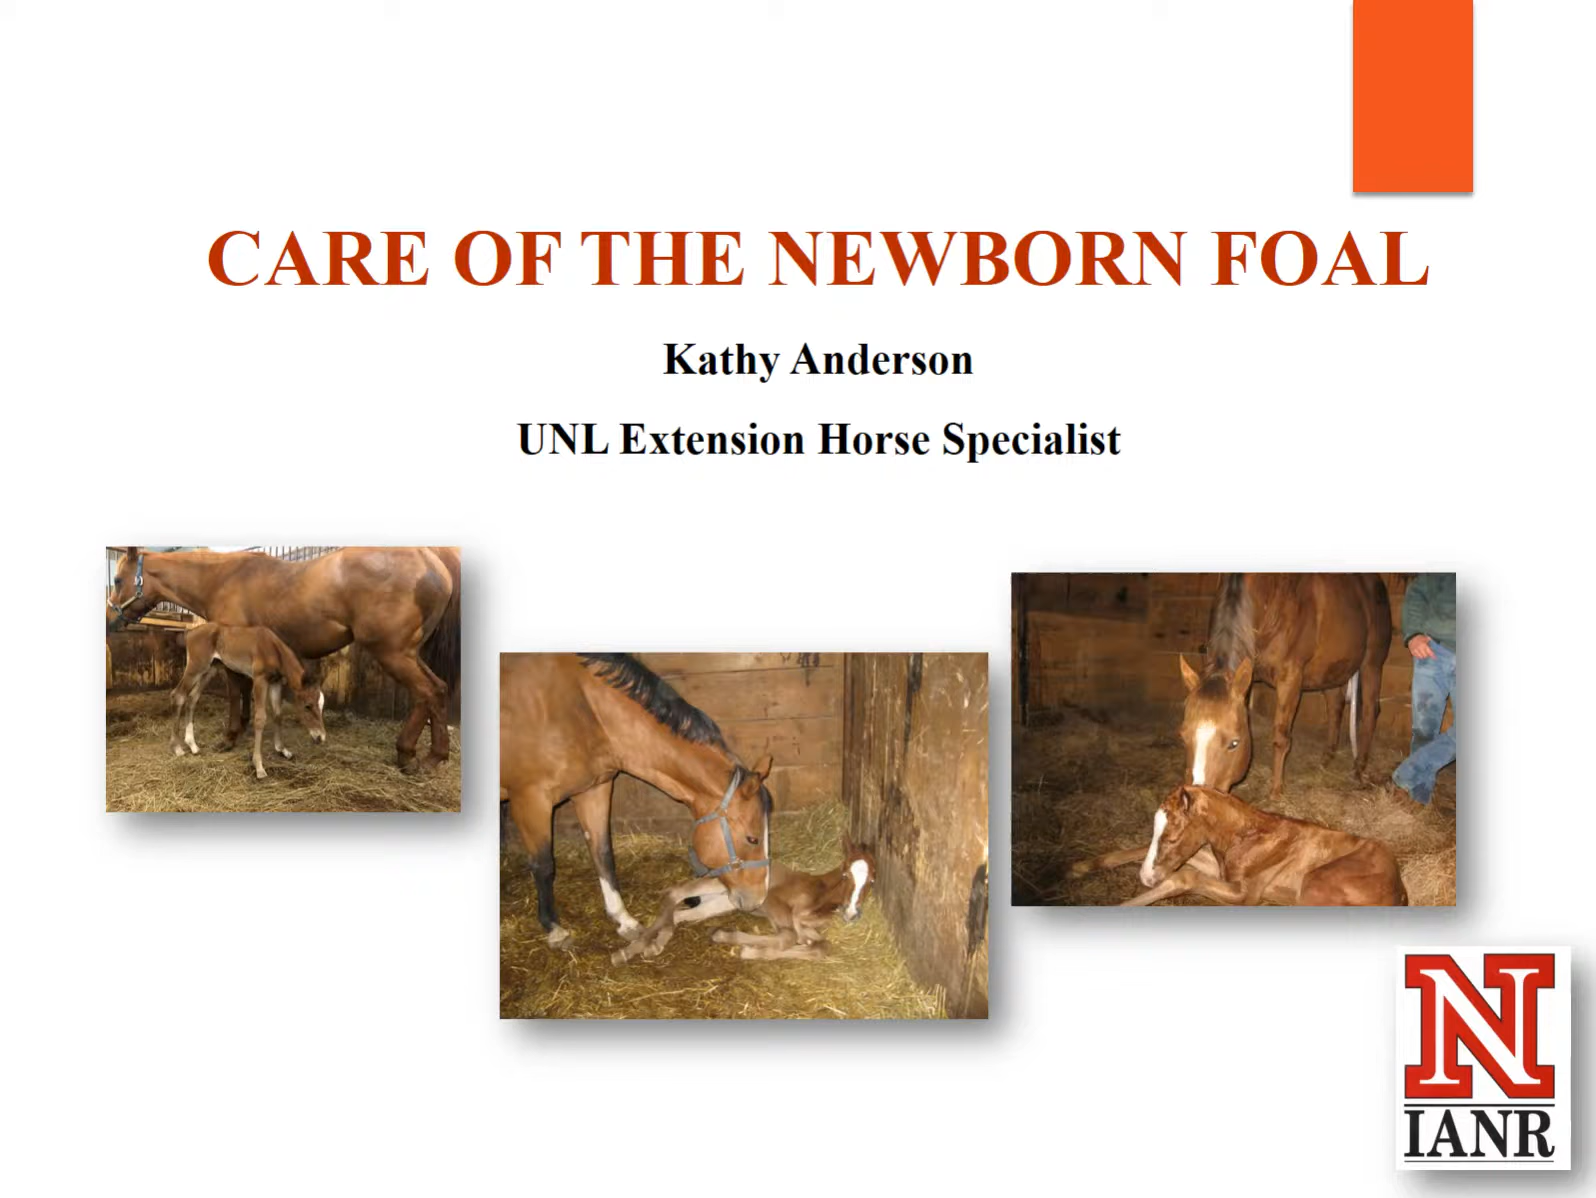 CARE OF THE NEWBORN FOAL
Kathy Anderson
UNL Extension Horse Specialist
N
IANR